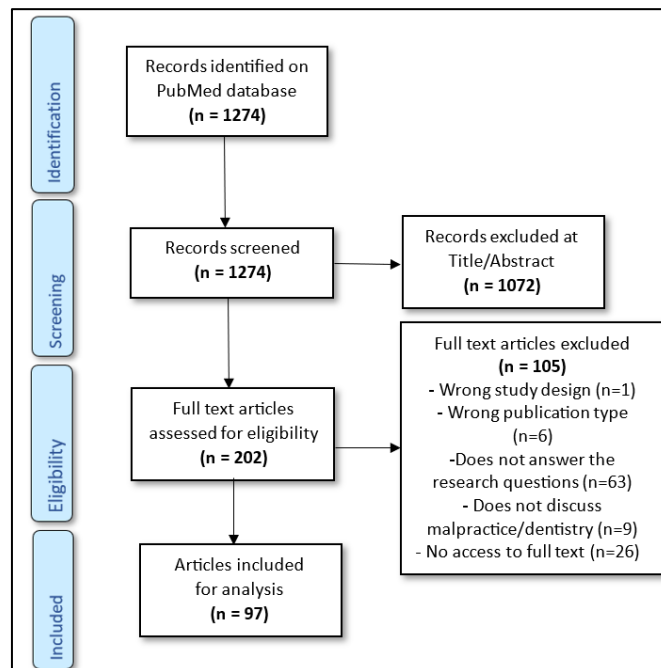 Identification
Records identified on
PubMed database
(n = 1274)
Screening
Records screened
(n = 1274)
Records excluded at
Title/Abstract
(n = 1072)
Eligibility
Full text articles
assessed for eligibility
(n = 202)
Full text articles excluded
(n = 105)
- Wrong study design (n=1)
- Wrong publication type
(n=6)
-Does not answer the
research questions (n=63)
- Does not discuss
malpractice/dentistry (n=9)
- No access to full text (n=26)
Included
Articles included
for analysis
(n = 97)